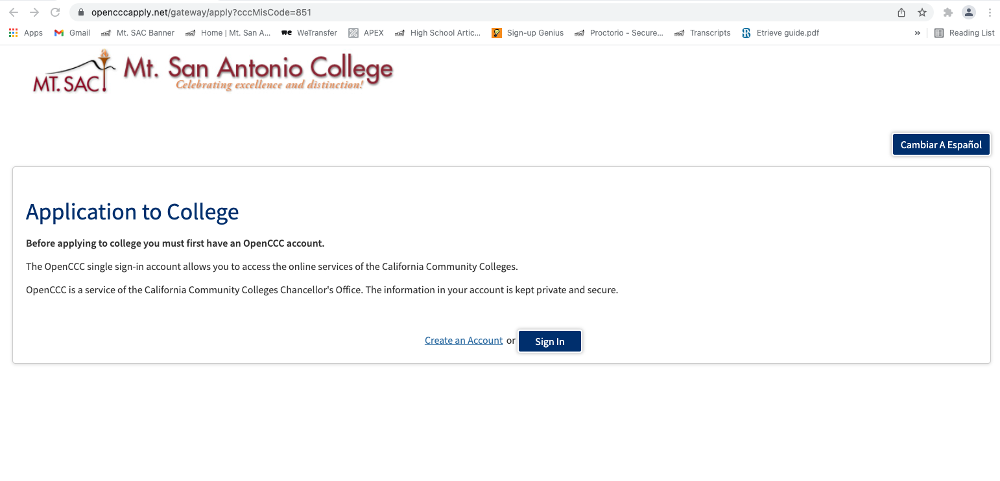 opencccapply.net/gateway/apply?cccMisCode=851
Apps Gmail Mt. SAC Banner Home | Mt. San A... WeTransfer APEX High School Artic... Sign-up Genius Proctorio - Secure... Transcripts Etrieve guide.pdf » Reading List
MT. SAC Mt. San Antonio College
Celebrating excellence and distinction!
Cambiar A Español
Application to College
Before applying to college you must first have an OpenCCC account.
The OpenCCC single sign-in account allows you to access the online services of the California Community Colleges.
OpenCCC is a service of the California Community Colleges Chancellor's Office. The information in your account is kept private and secure.
Create an Account or Sign In